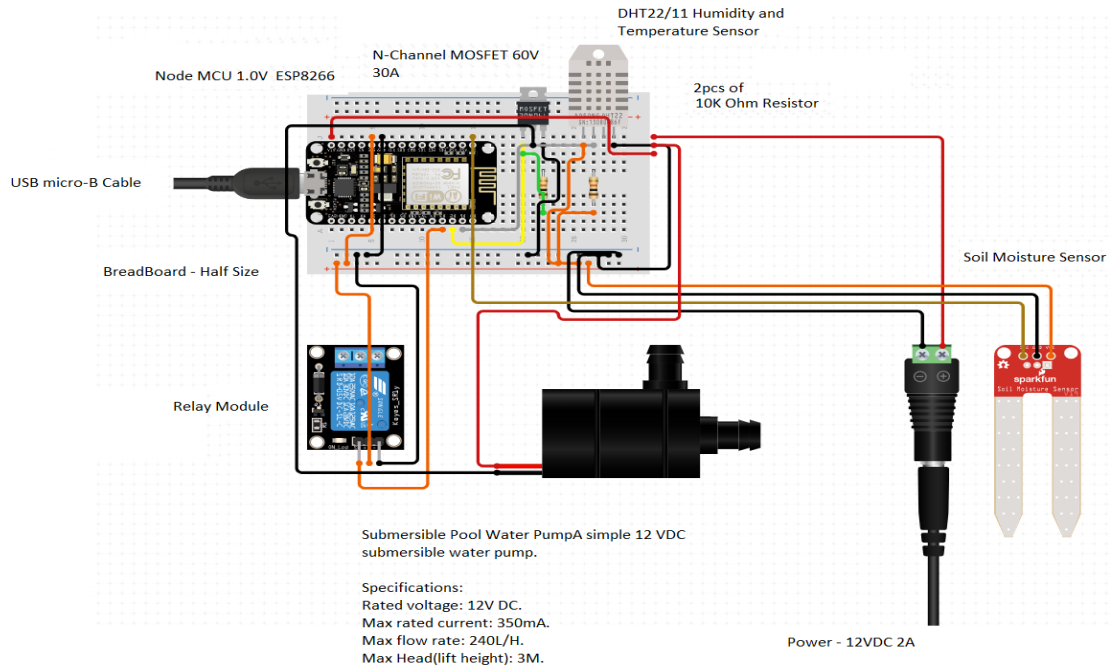 DHT22/11 Humidity and
Temperature Sensor
N-Channel MOSFET 60V
30A
Node MCU 1.0V  ESP8266
2pcs of
10K Ohm Resistor
MOSFET
USB micro-B Cable
BreadBoard - Half Size
Soil Moisture Sensor
Relay Module
Keyes_SRly
sparkfun
Soil Moisture Sensor
Submersible Pool Water PumpA simple 12 VDC
submersible water pump.
Specifications:
Rated voltage: 12V DC.
Max rated current: 350mA.
Max flow rate: 240L/H.
Max Head(lift height): 3M.
Power - 12VDC 2A